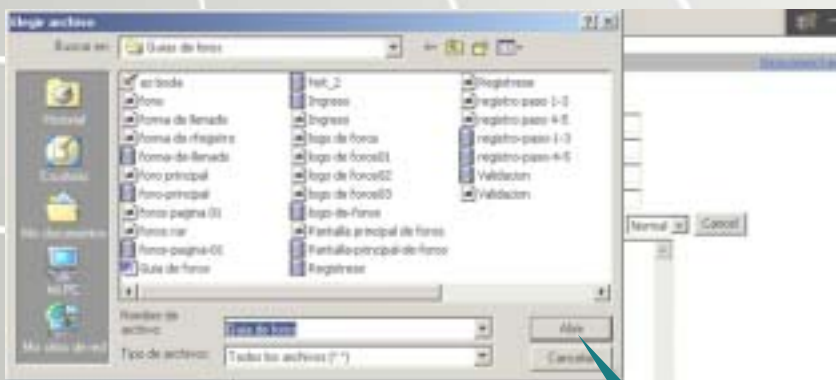 Elegir archivo
Buscar en: Guias de foros
Historial
Escritorio
Mis documentos
Mi PC
Mis sitios de red
foro
forma de llenado
forma de rfregistro
forma-de-llenado
foro principal
foro-principal
foros pagina 01
foros rar
foros-pagina-01
Guia de foros
hot_2
Ingreso
Ingreso
logo de foros
logo de foros01
logo de foros02
logo de foros03
logo-de-foros
Pantalla principal de foros
Pantalla-principal-de-foros
Registrese
Registrese
registro paso 1-3
registro paso 4-5
registro-paso-1-3
registro-paso-4-5
Validacion
Validacion
Nombre de archivo: Guia de foros
Abrir
Tipo de archivos: Todos los archivos (*.*)
Cancelar
Normal
Cancel